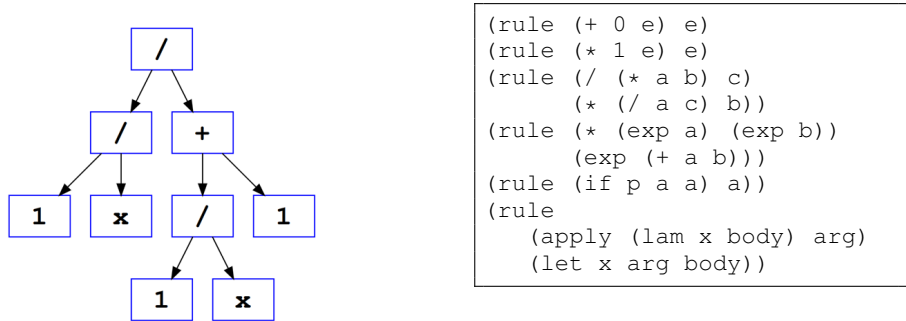 /
/ +
1 x / 1
1 x
(rule (+ 0 e) e)
(rule (* 1 e) e)
(rule (/ (* a b) c)
      (* (/ a c) b))
(rule (* (exp a) (exp b))
      (exp (+ a b)))
(rule (if p a a) a))
(rule
   (apply (lam x body) arg)
   (let x arg body))